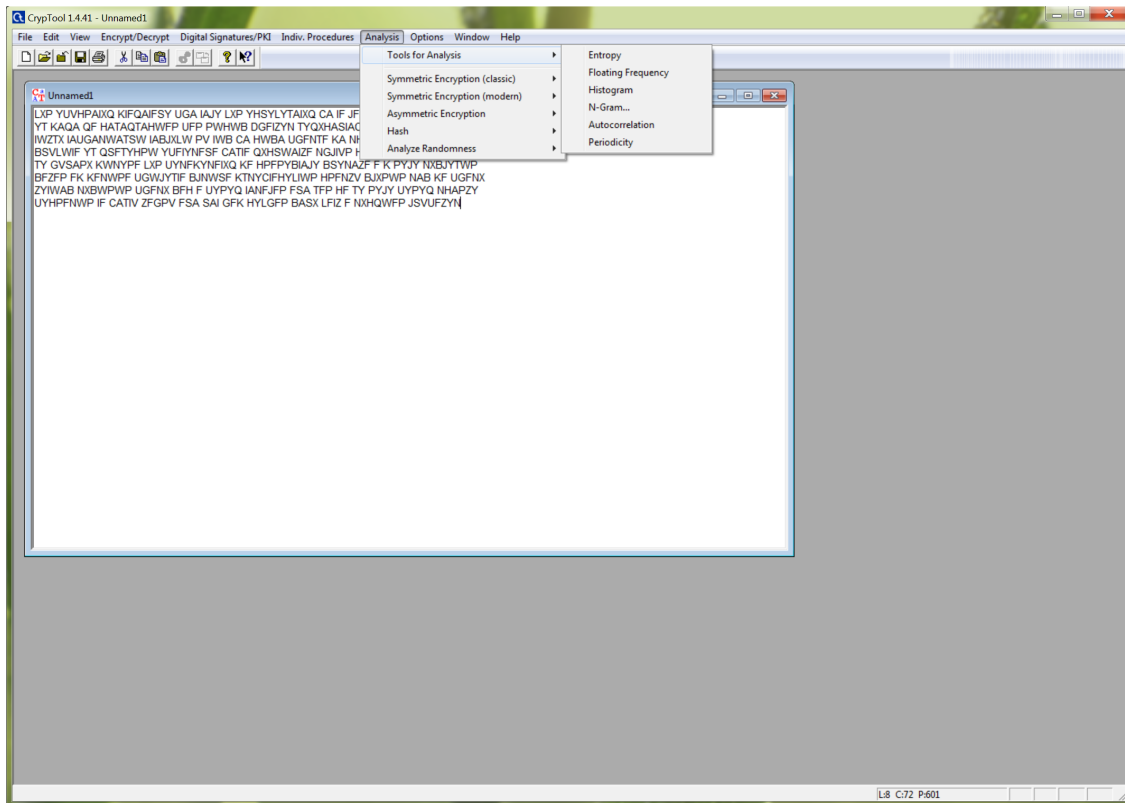 CrypTool 1.4.41 - Unnamed1
File Edit View Encrypt/Decrypt Digital Signatures/PKI Indiv. Procedures Analysis Options Window Help
Tools for Analysis
Symmetric Encryption (classic)
Symmetric Encryption (modern)
Asymmetric Encryption
Hash
Analyze Randomness
Entropy
Floating Frequency
Histogram
N-Gram...
Autocorrelation
Periodicity
Unnamed1
LXP YUVHPAIXQ KIFQAIFSY UGA IAJY LXP YHSYLYTAIXQ CA IF JF
YT KAQA QF HATAQTAHWFP UFP PWHWB DGFIZYN TYQXHASIAC
IWZTX IAUGANWATSW IABJXLW PV IWB CA HWBA UGFNTF KA NH
BSVLWIF YT QSFTYHPW YUFIYNFSF CATIF QXHSWAIZF NGJIVP H
TY GVSAPX KWNYPF LXP UYNFKYNFIXQ KF HPFPYBIAJY BSYNAZF F K PYJY NXBJYTWP
BFZFP FK KFNWPF UGWJYTIF BJNWSF KTNYCIFHYLIWP HPFNZV BJXPWP NAB KF UGFNX
ZYIWAB NXBWPWP UGFNX BFH F UYPYQ IANFJFP FSA TFP HF TY PYJY UYPYQ NHAPZY
UYHPFNWP IF CATIV ZFGPV FSA SAI GFK HYLGFP BASX LFIZ F NXHQWFP JSVUFZYN
L:8 C:72 P:601